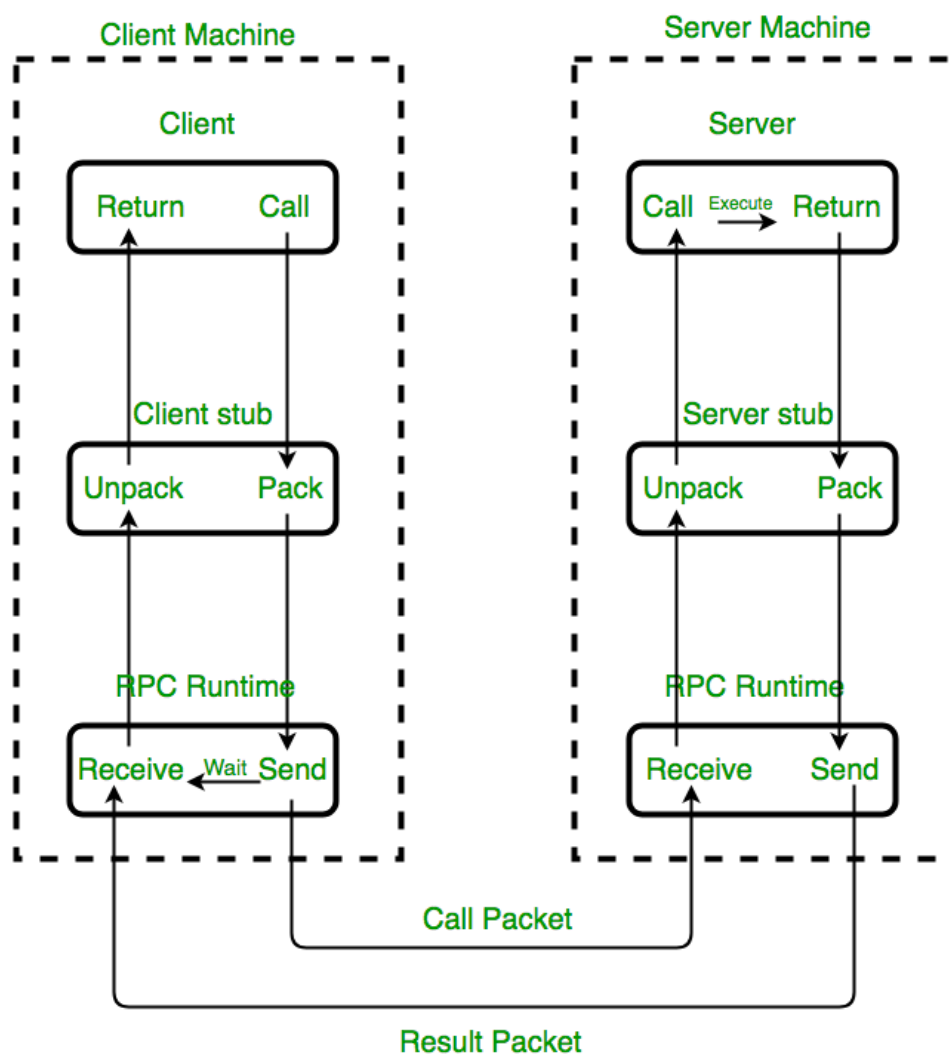 Client Machine
Server Machine
Client
Server
Return Call
Call Execute Return
Client stub
Server stub
Unpack Pack
Unpack Pack
RPC Runtime
RPC Runtime
Receive Wait Send
Receive Send
Call Packet
Result Packet